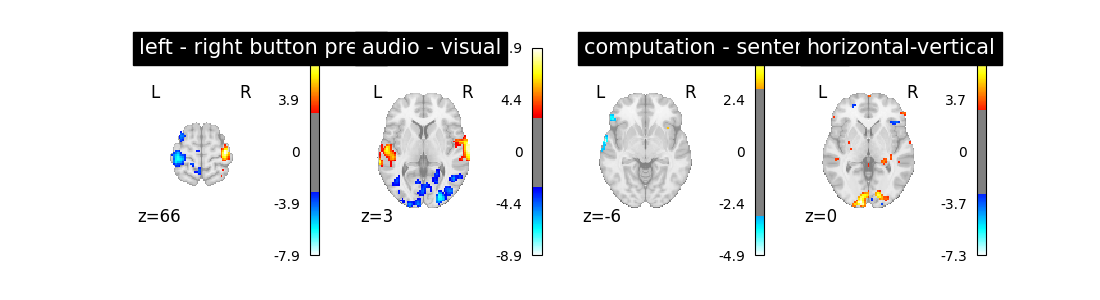 left - right button pre
audio - visual
computation - senter
horizontal-vertical
L R
3.9
0
-3.9
-7.9
z=66
L R
.9
4.4
0
-4.4
-8.9
z=3
L R
2.4
0
-2.4
-4.9
z=-6
L R
3.7
0
-3.7
-7.3
z=0